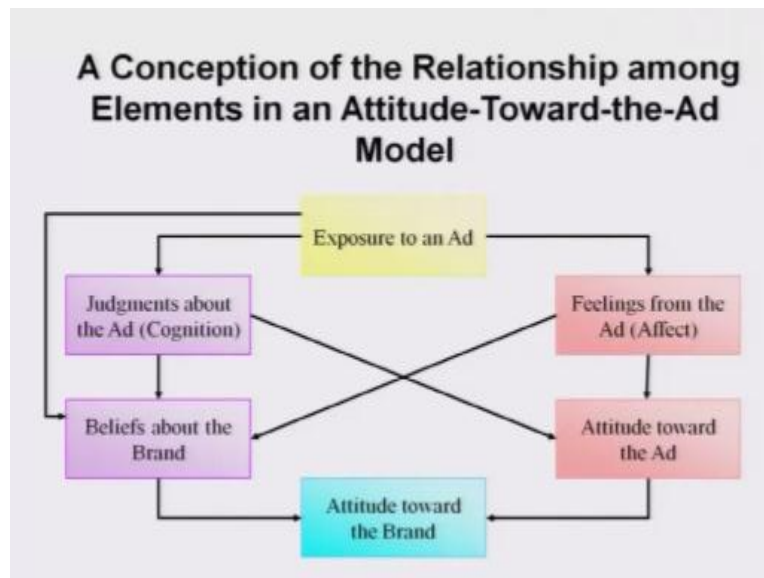 A Conception of the Relationship among
Elements in an Attitude-Toward-the-Ad
Model
Exposure to an Ad
Judgments about
the Ad (Cognition)
Feelings from the
Ad (Affect)
Beliefs about the
Brand
Attitude toward
the Ad
Attitude toward
the Brand